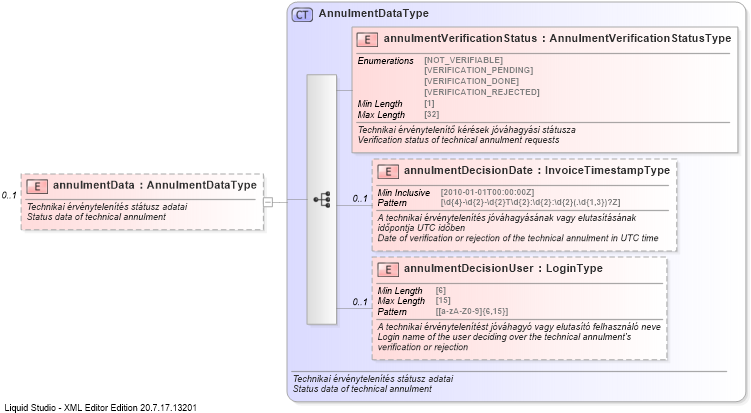 CT AnnulmentDataType
E annulmentVerificationStatus : AnnulmentVerificationStatusType
Enumerations [NOT_VERIFIABLE]
[VERIFICATION_PENDING]
[VERIFICATION_DONE]
[VERIFICATION_REJECTED]
Min Length [1]
Max Length [32]
Technikai érvénytelenítő kérések jóváhagyási státusza
Verification status of technical annulment requests
0..1
E annulmentData : AnnulmentDataType
Technikai érvénytelenítés státusz adatai
Status data of technical annulment
0..1
E annulmentDecisionDate : InvoiceTimestampType
Min Inclusive [2010-01-01T00:00:00Z]
Pattern [\d{4}-\d{2}-\d{2}T\d{2}:\d{2}:\d{2}(.\d{1,3})?Z]
A technikai érvénytelenítés jóváhagyásának vagy elutasításának
időpontja UTC időben
Date of verification or rejection of the technical annulment in UTC time
0..1
E annulmentDecisionUser : LoginType
Min Length [6]
Max Length [15]
Pattern [[a-zA-Z0-9]{6,15}]
A technikai érvénytelenítést jóváhagyó vagy elutasító felhasználó neve
Login name of the user deciding over the technical annulment's
verification or rejection
Technikai érvénytelenítés státusz adatai
Status data of technical annulment
Liquid Studio - XML Editor Edition 20.7.17.13201